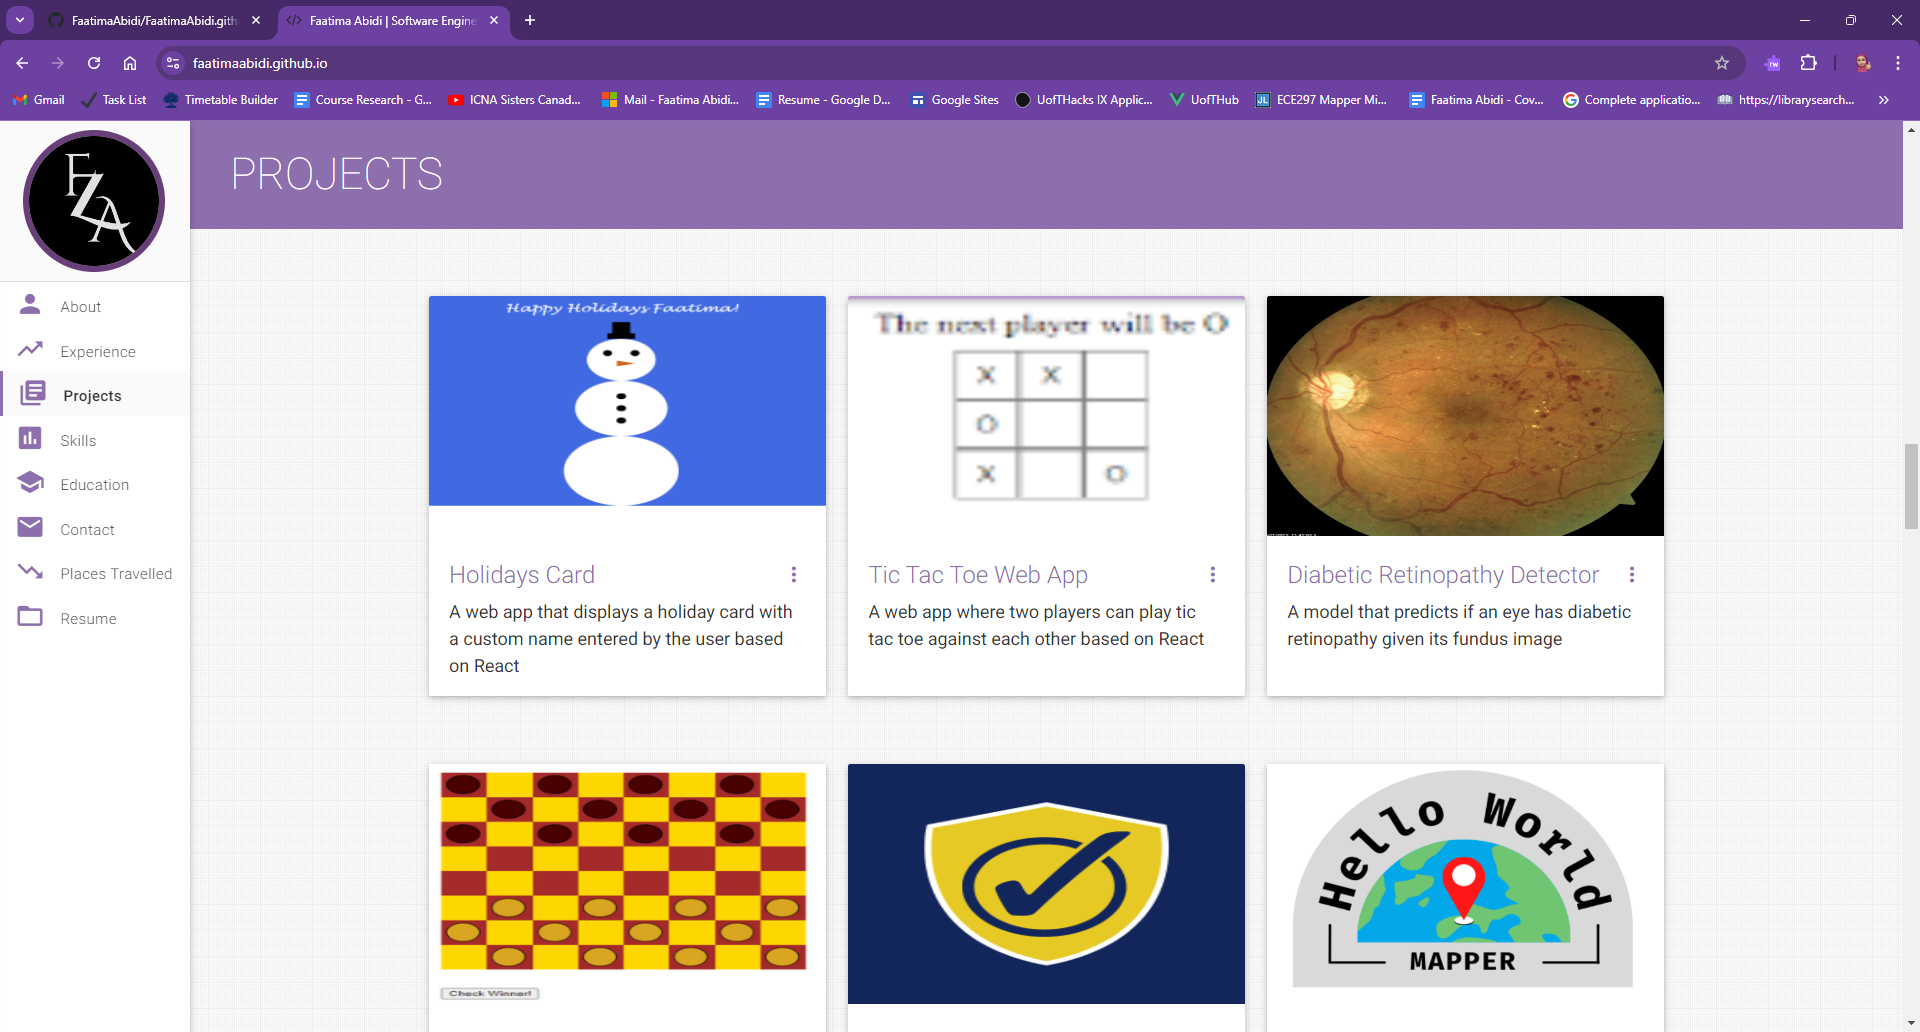 FaatimaAbidi/FaatimaAbidi.gith
Faatima Abidi | Software Engine
faatimaabidi.github.io
Gmail
Task List
Timetable Builder
Course Research - G...
ICNA Sisters Canad...
Mail - Faatima Abidi...
Resume - Google D...
Google Sites
UofTHacks IX Applic...
UofTHub
ECE297 Mapper Mi...
Faatima Abidi - Cov...
Complete applicatio...
https://librarysearch...
FZA
PROJECTS
About
Experience
Projects
Skills
Education
Contact
Places Travelled
Resume
Happy Holidays Faatima!
Holidays Card
A web app that displays a holiday card with
a custom name entered by the user based
on React
The next player will be O
X X
O
X O
Tic Tac Toe Web App
A web app where two players can play tic
tac toe against each other based on React
Diabetic Retinopathy Detector
A model that predicts if an eye has diabetic
retinopathy given its fundus image
Check Winner!
Hello World
MAPPER